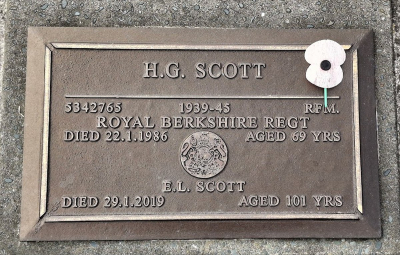 H.G. SCOTT
5342765 1939-45 RFM.
ROYAL BERKSHIRE REGT
DIED 22.1.1986 AGED 69 YRS
E.L. SCOTT
DIED 29.1.2019 AGED 101 YRS